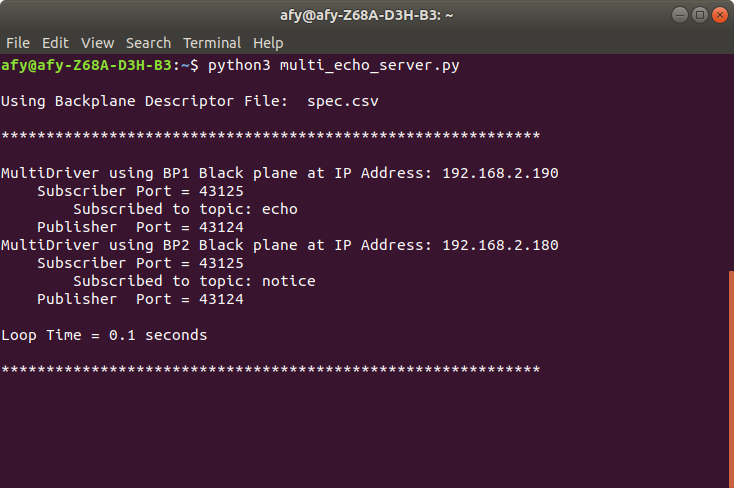 afy@afy-Z68A-D3H-B3: ~
File Edit View Search Terminal Help
afy@afy-Z68A-D3H-B3:~$ python3 multi_echo_server.py
Using Backplane Descriptor File:  spec.csv
************************************************************
MultiDriver using BP1 Black plane at IP Address: 192.168.2.190
    Subscriber Port = 43125
        Subscribed to topic: echo
    Publisher  Port = 43124
MultiDriver using BP2 Black plane at IP Address: 192.168.2.180
    Subscriber Port = 43125
        Subscribed to topic: notice
    Publisher  Port = 43124
Loop Time = 0.1 seconds
************************************************************